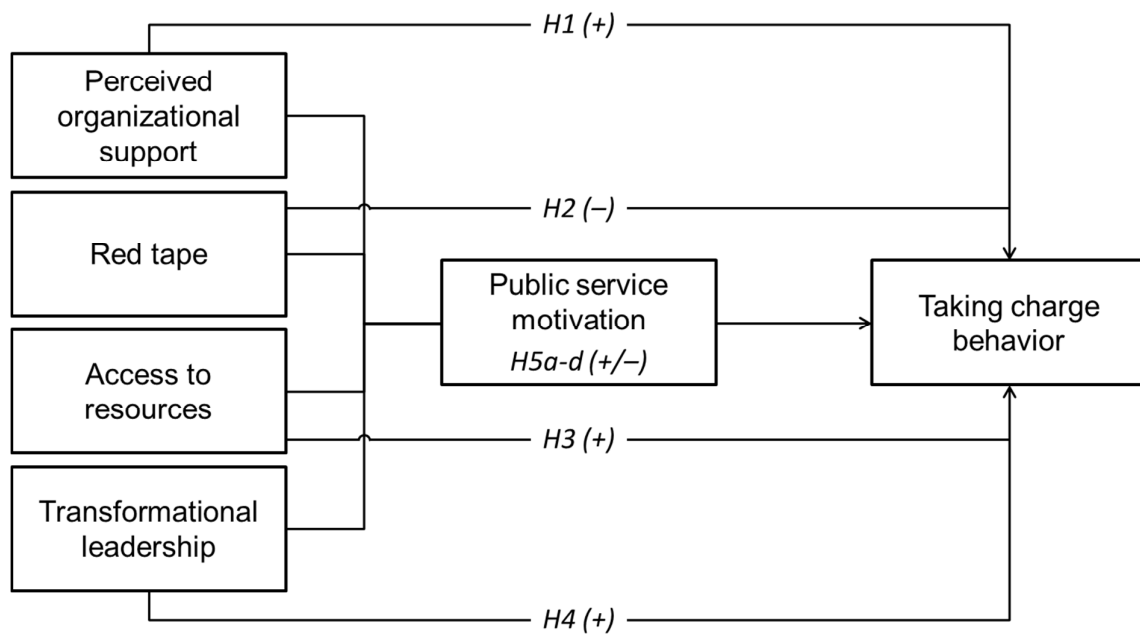 H1 (+)
Perceived
organizational
support
H2 (–)
Red tape
Public service
motivation
H5a-d (+/–)
Taking charge
behavior
Access to
resources
H3 (+)
Transformational
leadership
H4 (+)